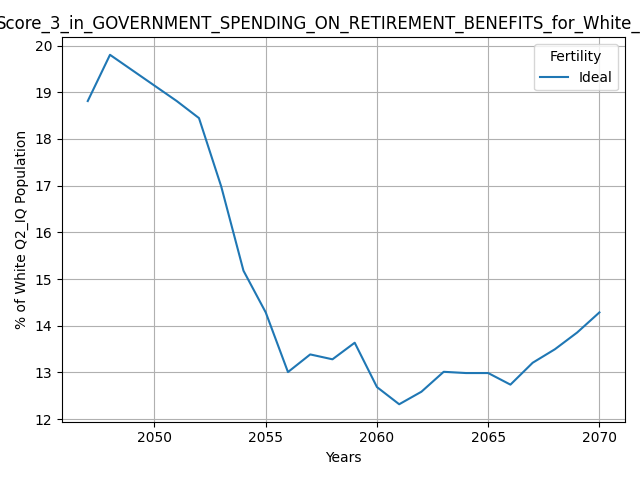 Score_3_in_GOVERNMENT_SPENDING_ON_RETIREMENT_BENEFITS_for_White_
20
19
18
17
16
15
14
13
12
% of White Q2_IQ Population
Fertility
Ideal
2050
2055
2060
2065
2070
Years